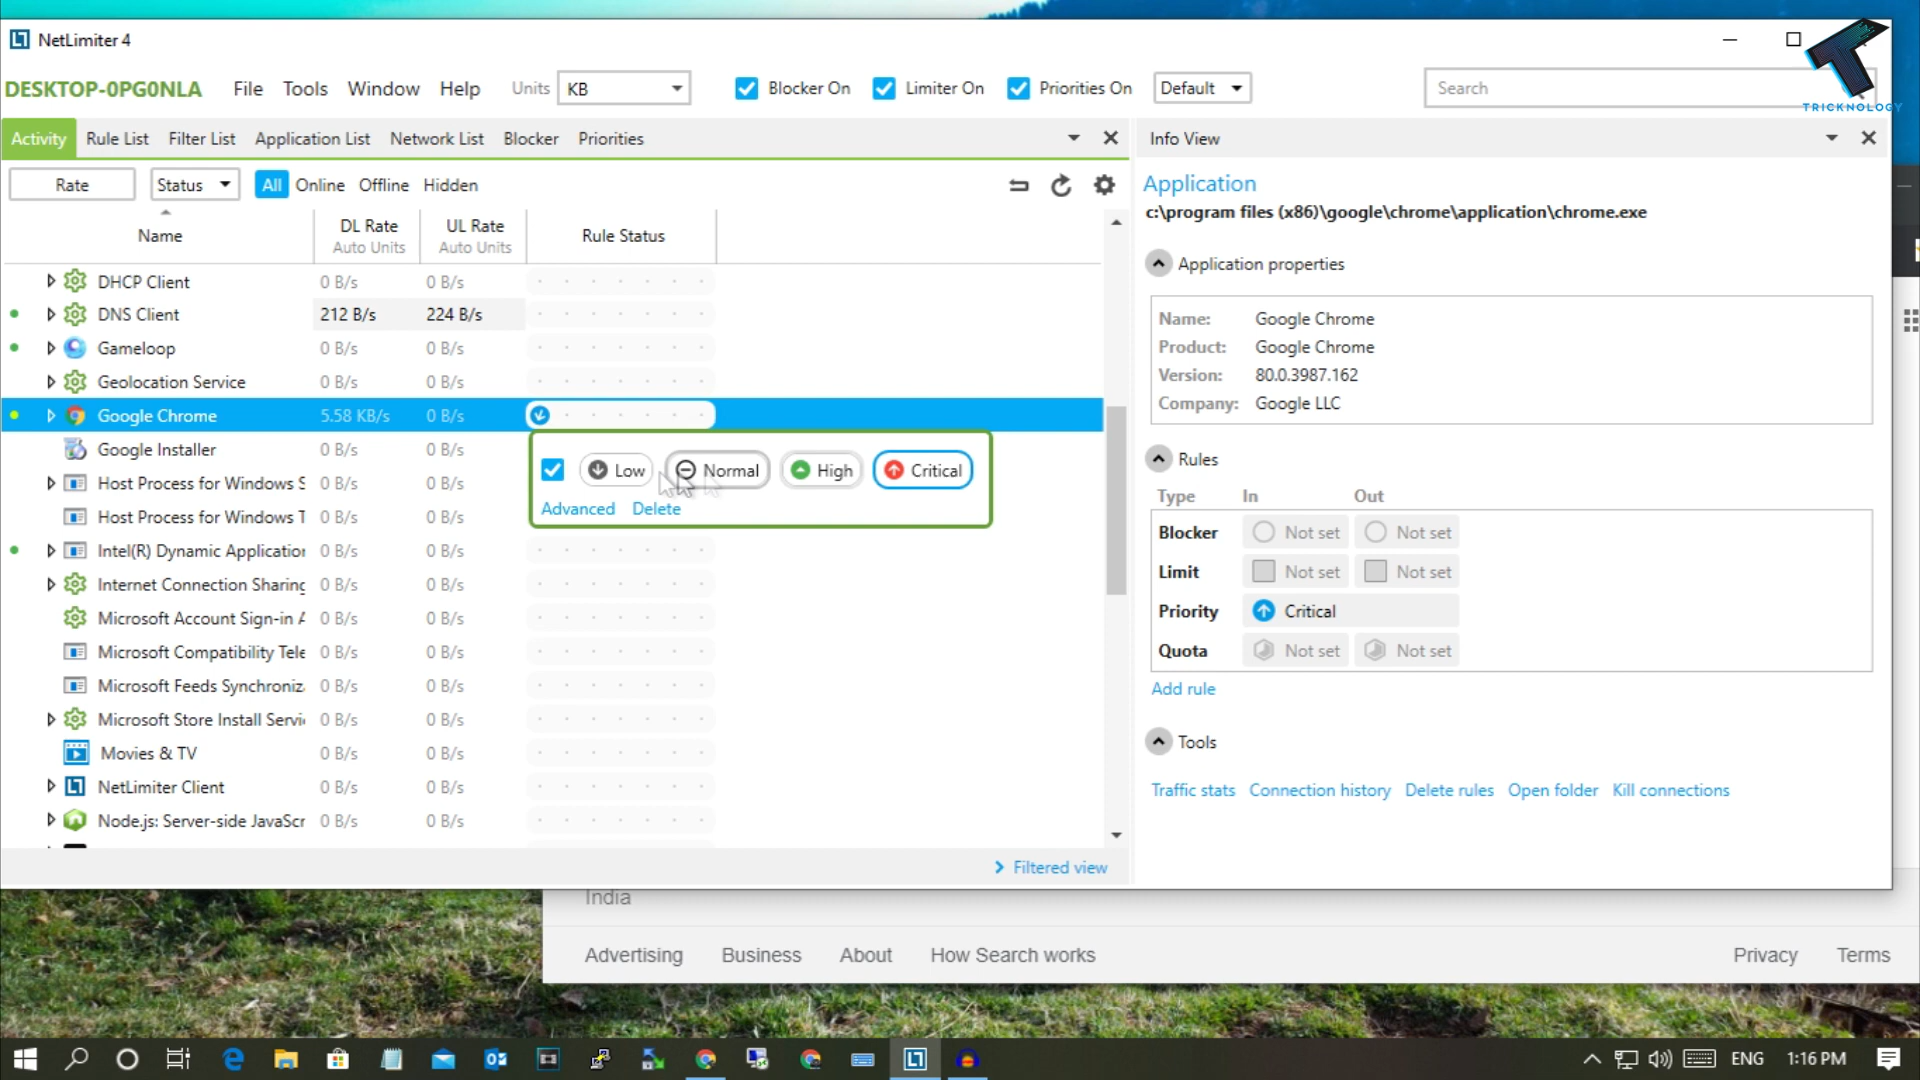 NetLimiter 4
DESKTOP-0PG0NLA File Tools Window Help Units KB Blocker On Limiter On Priorities On Default Search
TRICKNOLOGY
Activity Rule List Filter List Application List Network List Blocker Priorities Info View
Rate Status All Online Offline Hidden
Name DL Rate Auto Units UL Rate Auto Units Rule Status
DHCP Client 0 B/s 0 B/s
DNS Client 212 B/s 224 B/s
Gameloop 0 B/s 0 B/s
Geolocation Service 0 B/s 0 B/s
Google Chrome 5.58 KB/s 0 B/s
Google Installer 0 B/s 0 B/s
Low Normal High Critical
Advanced Delete
Host Process for Windows S 0 B/s 0 B/s
Host Process for Windows T 0 B/s 0 B/s
Intel(R) Dynamic Application 0 B/s 0 B/s
Internet Connection Sharing 0 B/s 0 B/s
Microsoft Account Sign-in A 0 B/s 0 B/s
Microsoft Compatibility Tele 0 B/s 0 B/s
Microsoft Feeds Synchroniz 0 B/s 0 B/s
Microsoft Store Install Servi 0 B/s 0 B/s
Movies & TV 0 B/s 0 B/s
NetLimiter Client 0 B/s 0 B/s
Node.js: Server-side JavaScr 0 B/s 0 B/s
Filtered view
Application
c:\program files (x86)\google\chrome\application\chrome.exe
Application properties
Name: Google Chrome
Product: Google Chrome
Version: 80.0.3987.162
Company: Google LLC
Rules
Type In Out
Blocker Not set Not set
Limit Not set Not set
Priority Critical
Quota Not set Not set
Add rule
Tools
Traffic stats Connection history Delete rules Open folder Kill connections
India
Advertising Business About How Search works Privacy Terms
ENG 1:16 PM